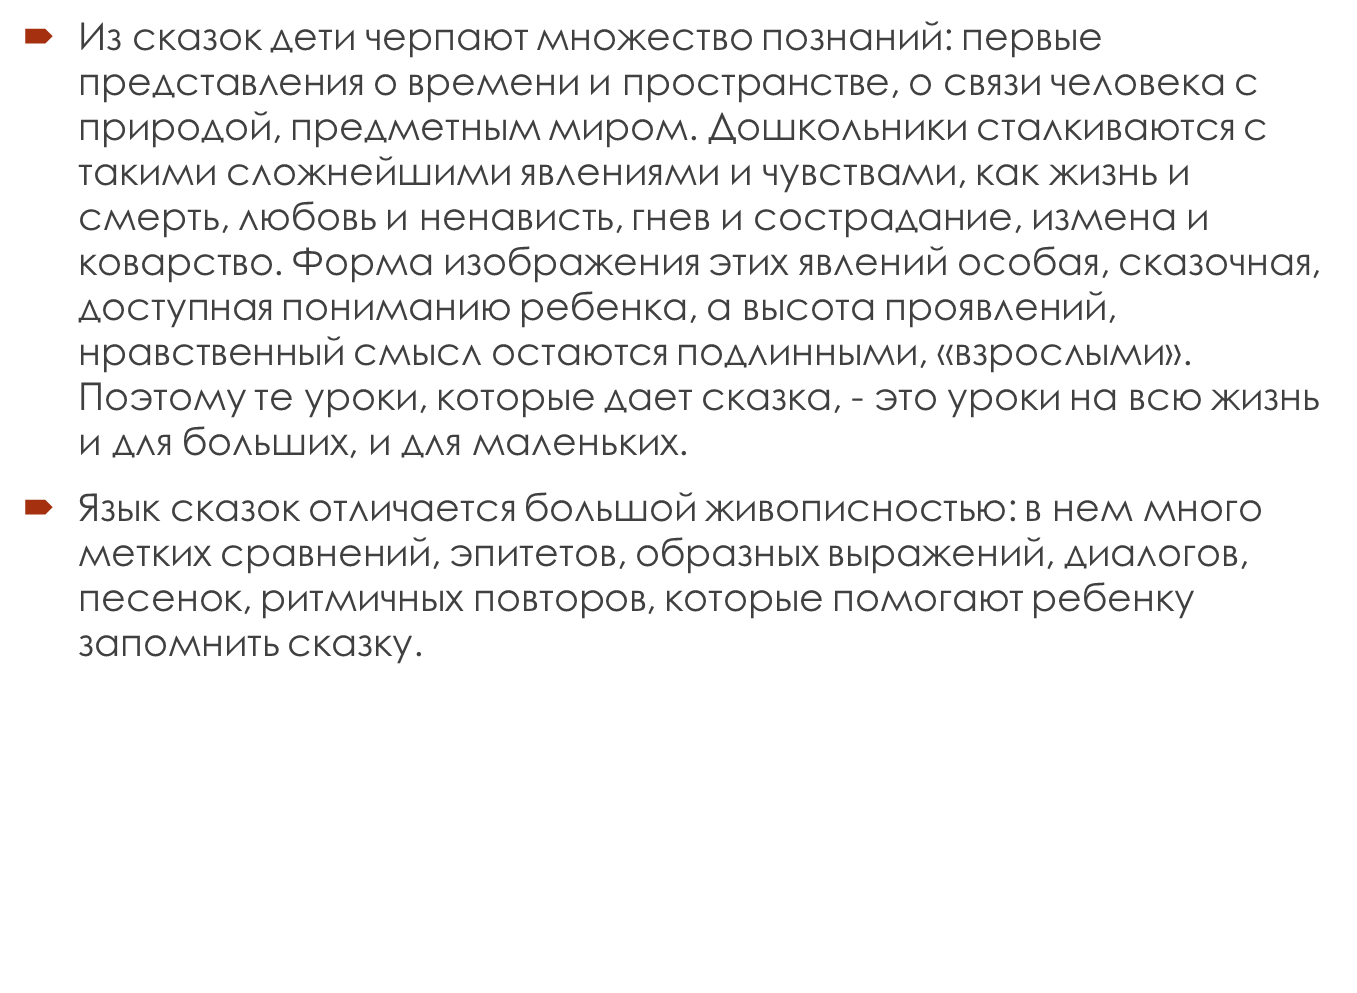 Из сказок дети черпают множество познаний: первые
представления о времени и пространстве, о связи человека с
природой, предметным миром. Дошкольники сталкиваются с
такими сложнейшими явлениями и чувствами, как жизнь и
смерть, любовь и ненависть, гнев и сострадание, измена и
коварство. Форма изображения этих явлений особая, сказочная,
доступная пониманию ребенка, а высота проявлений,
нравственный смысл остаются подлинными, «взрослыми».
Поэтому те уроки, которые дает сказка, - это уроки на всю жизнь
и для больших, и для маленьких.
Язык сказок отличается большой живописностью: в нем много
метких сравнений, эпитетов, образных выражений, диалогов,
песенок, ритмичных повторов, которые помогают ребенку
запомнить сказку.